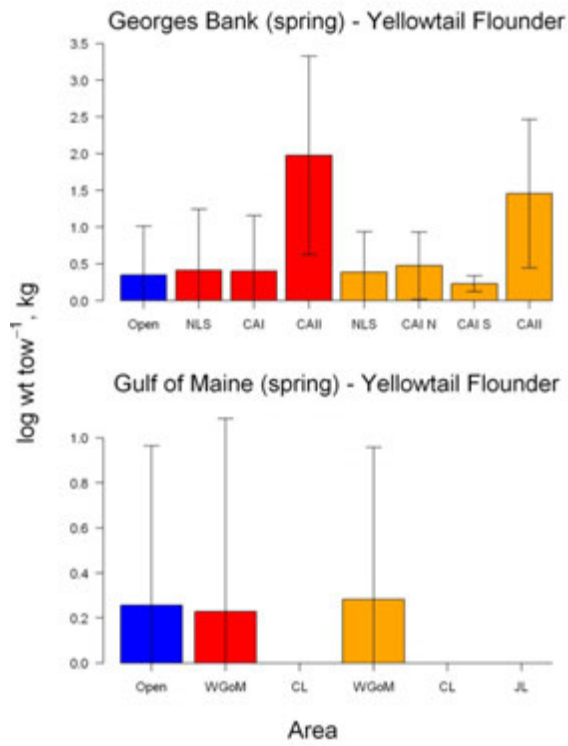 Georges Bank (spring) - Yellowtail Flounder
3.5
3.0
2.5
2.0
1.5
1.0
0.5
0.0
Open NLS CAI CAII NLS CAI N CAI S CAII
log wt tow⁻¹, kg
Gulf of Maine (spring) - Yellowtail Flounder
1.0
0.8
0.6
0.4
0.2
0.0
Open WGoM CL WGoM CL JL
Area